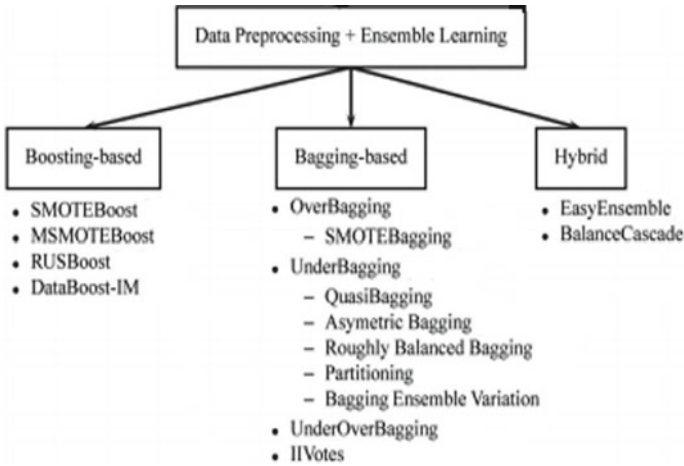 Data Preprocessing + Ensemble Learning
Boosting-based
• SMOTEBoost
• MSMOTEBoost
• RUSBoost
• DataBoost-IM
Bagging-based
• OverBagging
– SMOTEBagging
• UnderBagging
– QuasiBagging
– Asymetric Bagging
– Roughly Balanced Bagging
– Partitioning
– Bagging Ensemble Variation
• UnderOverBagging
• IIVotes
Hybrid
• EasyEnsemble
• BalanceCascade